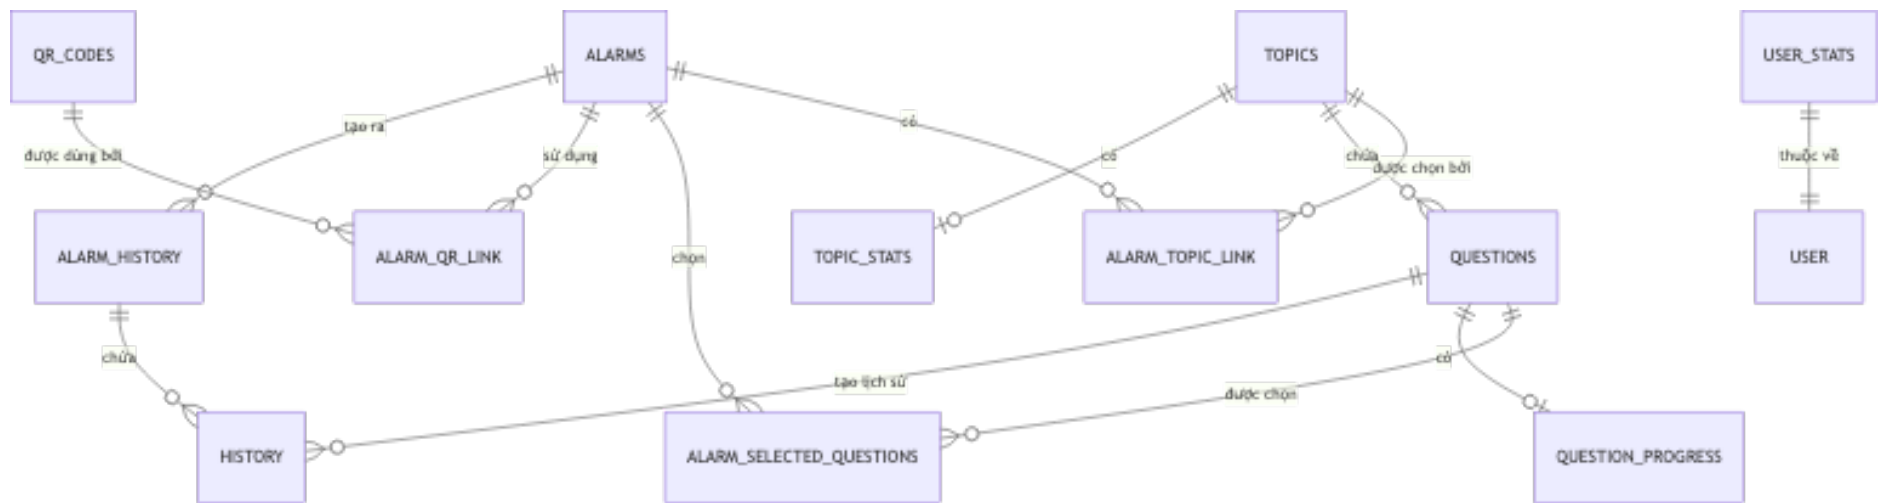 QR_CODES
ALARMS
TOPICS
USER_STATS
tạo ra
có
được dùng bởi
sử dụng
có
chứa
thuộc về
được chọn bởi
ALARM_HISTORY
ALARM_QR_LINK
chọn
TOPIC_STATS
ALARM_TOPIC_LINK
QUESTIONS
USER
chứa
có
tạo lịch sử
được chọn
HISTORY
ALARM_SELECTED_QUESTIONS
QUESTION_PROGRESS